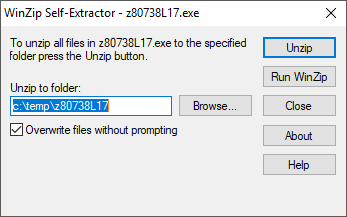 WinZip Self-Extractor - z80738L17.exe
To unzip all files in z80738L17.exe to the specified
folder press the Unzip button.
Unzip to folder:
c:\temp\z80738L17
Browse...
Overwrite files without prompting
Unzip
Run WinZip
Close
About
Help